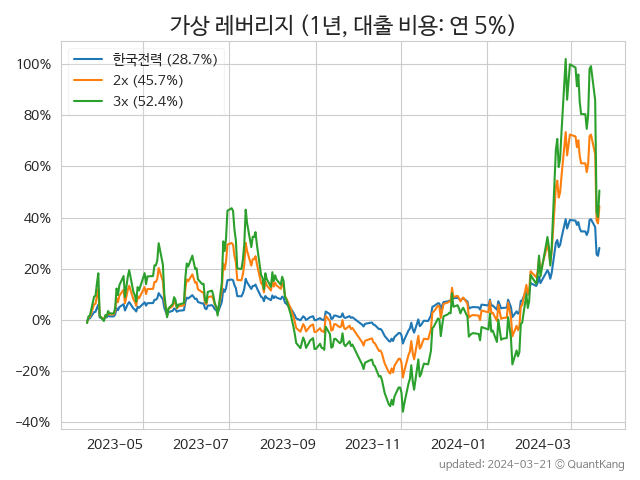 가상 레버리지 (1년, 대출 비용: 연 5%)
한국전력 (28.7%)
2x (45.7%)
3x (52.4%)
100%
80%
60%
40%
20%
0%
−20%
−40%
2023-05 2023-07 2023-09 2023-11 2024-01 2024-03
updated: 2024-03-21 © QuantKang